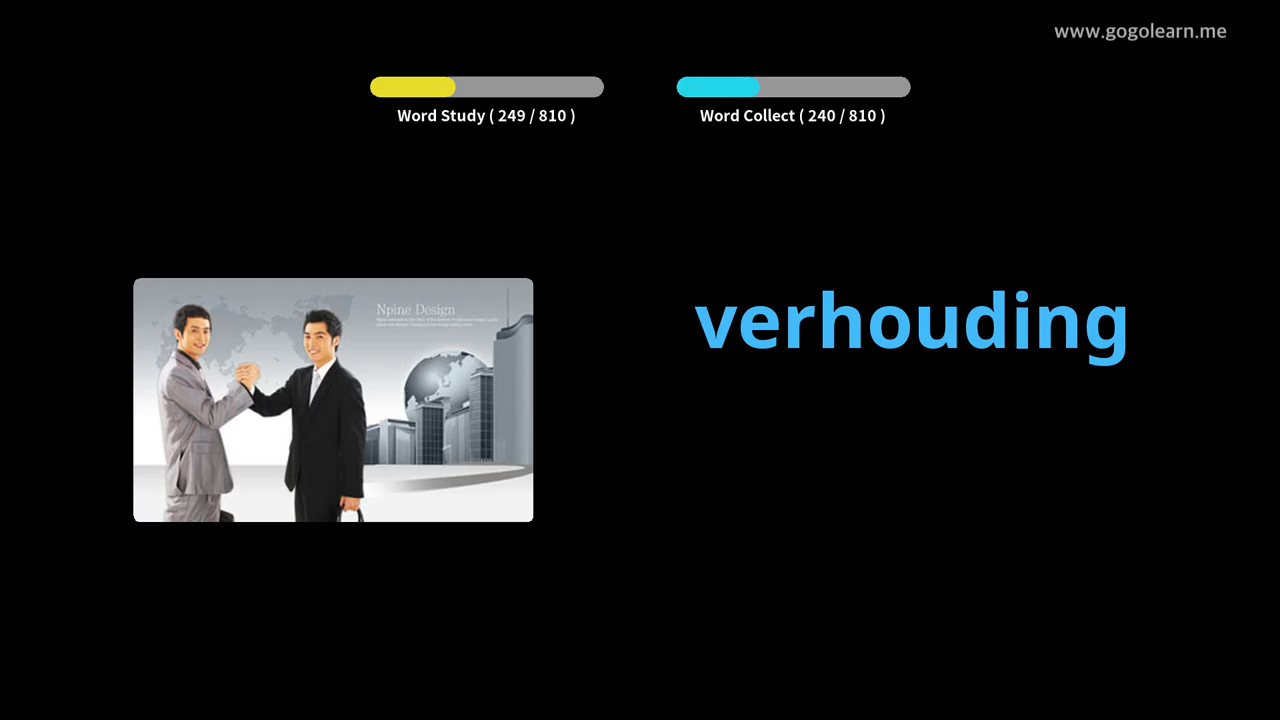 www.gogolearn.me
Word Study ( 249 / 810 )
Word Collect ( 240 / 810 )
Npine Design
verhouding